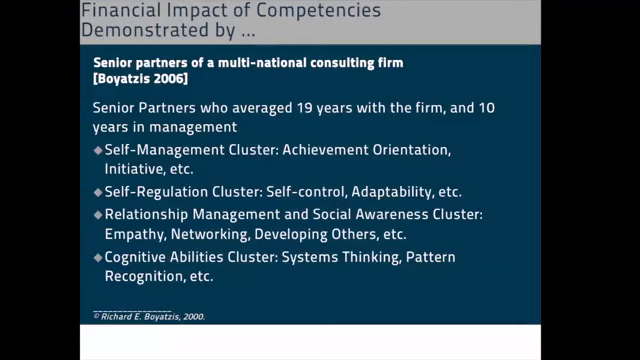 Financial Impact of Competencies
Demonstrated by ...
Senior partners of a multi-national consulting firm
[Boyatzis 2006]
Senior Partners who averaged 19 years with the firm, and 10
years in management
◆Self-Management Cluster: Achievement Orientation,
Initiative, etc.
◆Self-Regulation Cluster: Self-control, Adaptability, etc.
◆Relationship Management and Social Awareness Cluster:
Empathy, Networking, Developing Others, etc.
◆Cognitive Abilities Cluster: Systems Thinking, Pattern
Recognition, etc.
© Richard E. Boyatzis, 2000.